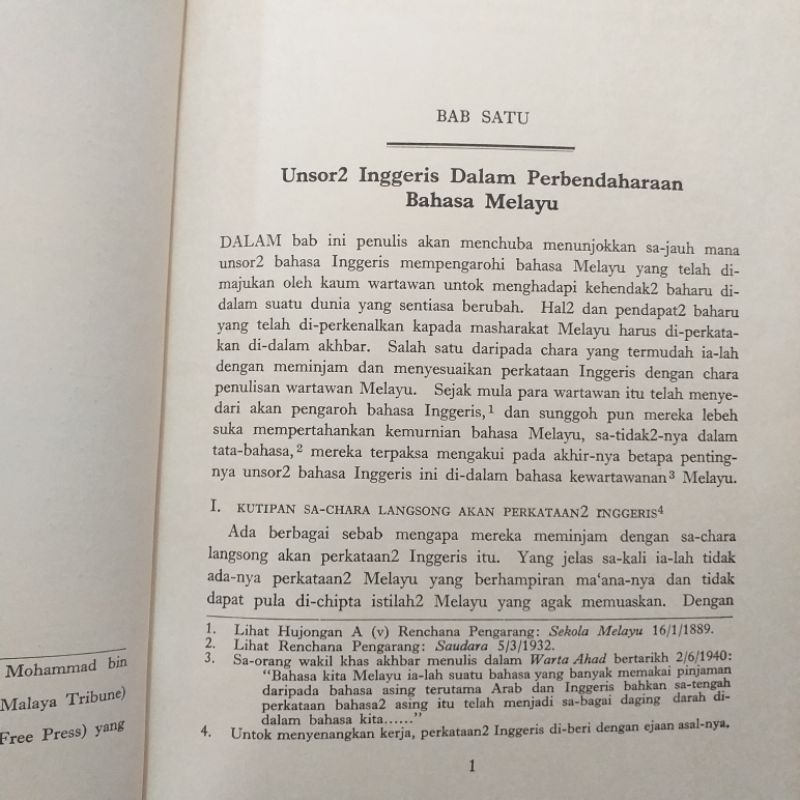 Mohammad bin
Malaya Tribune)
Free Press) yang
BAB SATU
Unsor2 Inggeris Dalam Perbendaharaan
Bahasa Melayu
DALAM bab ini penulis akan menchuba menunjokkan sa-jauh mana
unsor2 bahasa Inggeris mempengarohi bahasa Melayu yang telah di-
majukan oleh kaum wartawan untok menghadapi kehendak2 baharu di-
dalam suatu dunia yang sentiasa berubah. Hal2 dan pendapat2 baharu
yang telah di-perkenalkan kapada masharakat Melayu harus di-perkata-
kan di-dalam akhbar. Salah satu daripada chara yang termudah ia-lah
dengan meminjam dan menyesuaikan perkataan Inggeris dengan chara
penulisan wartawan Melayu. Sejak mula para wartawan itu telah menye-
dari akan pengaroh bahasa Inggeris,¹ dan sunggoh pun mereka lebeh
suka mempertahankan kemurnian bahasa Melayu, sa-tidak2-nya dalam
tata-bahasa,² mereka terpaksa mengakui pada akhir-nya betapa penting-
nya unsor2 bahasa Inggeris ini di-dalam bahasa kewartawanan³ Melayu.
I. KUTIPAN SA-CHARA LANGSONG AKAN PERKATAAN2 INGGERIS⁴
Ada berbagai sebab mengapa mereka meminjam dengan sa-chara
langsong akan perkataan2 Inggeris itu. Yang jelas sa-kali ia-lah tidak
ada-nya perkataan2 Melayu yang berhampiran ma‘ana-nya dan tidak
dapat pula di-chipta istilah2 Melayu yang agak memuaskan. Dengan
1. Lihat Hujongan A (v) Renchana Pengarang: Sekola Melayu 16/1/1889.
2. Lihat Renchana Pengarang: Saudara 5/3/1932.
3. Sa-orang wakil khas akhbar menulis dalam Warta Ahad bertarikh 2/6/1940:
"Bahasa kita Melayu ia-lah suatu bahasa yang banyak memakai pinjaman
daripada bahasa asing terutama Arab dan Inggeris bahkan sa-tengah
perkataan bahasa2 asing itu telah menjadi sa-bagai daging darah di-
dalam bahasa kita......"
4. Untok menyenangkan kerja, perkataan2 Inggeris di-beri dengan ejaan asal-nya.
1